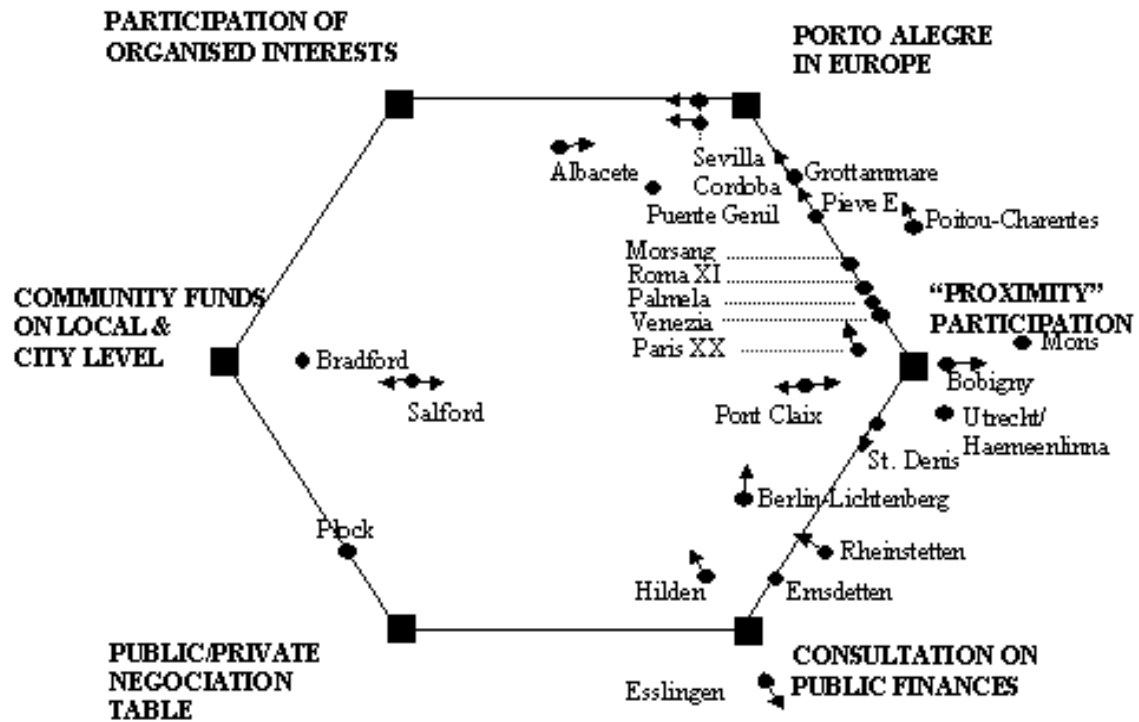 PARTICIPATION OF
ORGANISED INTERESTS
PORTO ALEGRE
IN EUROPE
Albacete
Sevilla
Cordoba
Puente Genil
Grottammare
Pieve E
Poitou-Charentes
Morsang
Roma XI
Palmela
Venezia
Paris XX
COMMUNITY FUNDS
ON LOCAL &
CITY LEVEL
“PROXIMITY”
PARTICIPATION
Mons
Bradford
Salford
Pont Claix
Bobigny
Utrecht/
Haemeenlinna
St. Denis
Berlin-Lichtenberg
Plock
Rheinstetten
Hilden
Emsdetten
PUBLIC/PRIVATE
NEGOCIATION
TABLE
Esslingen
CONSULTATION ON
PUBLIC FINANCES